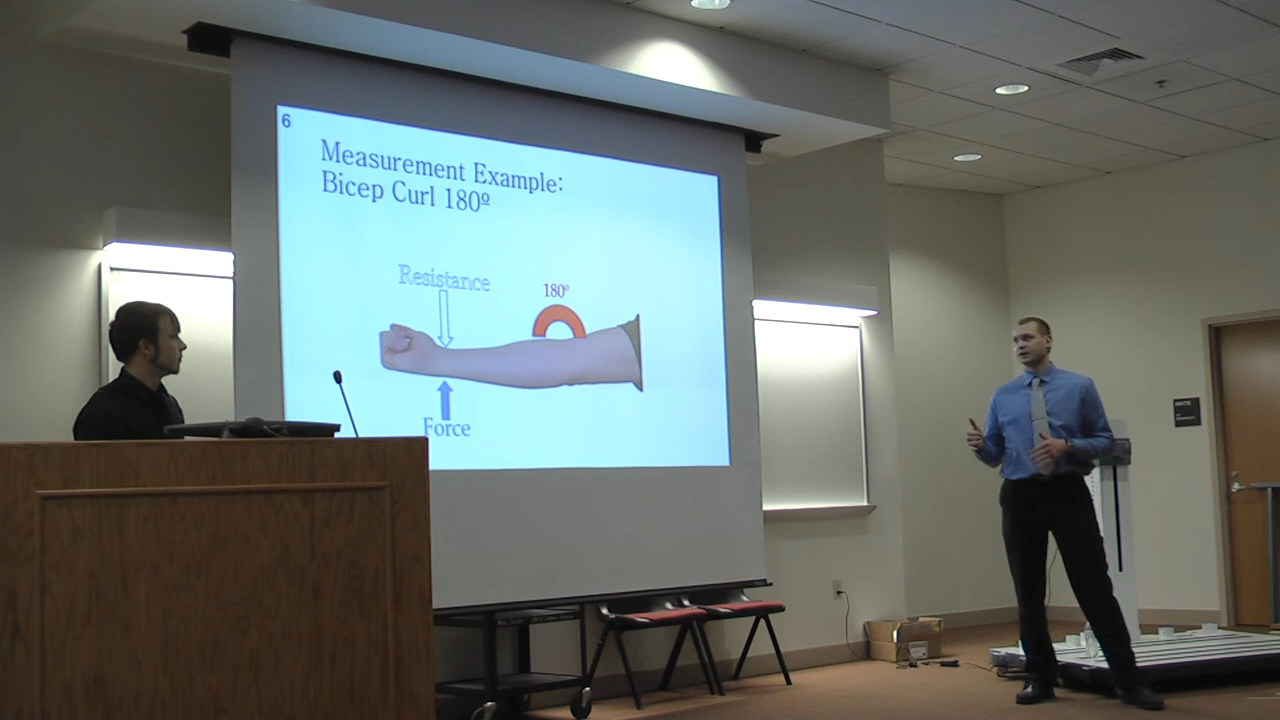 6
Measurement Example:
Bicep Curl 180º
Resistance
180º
Force